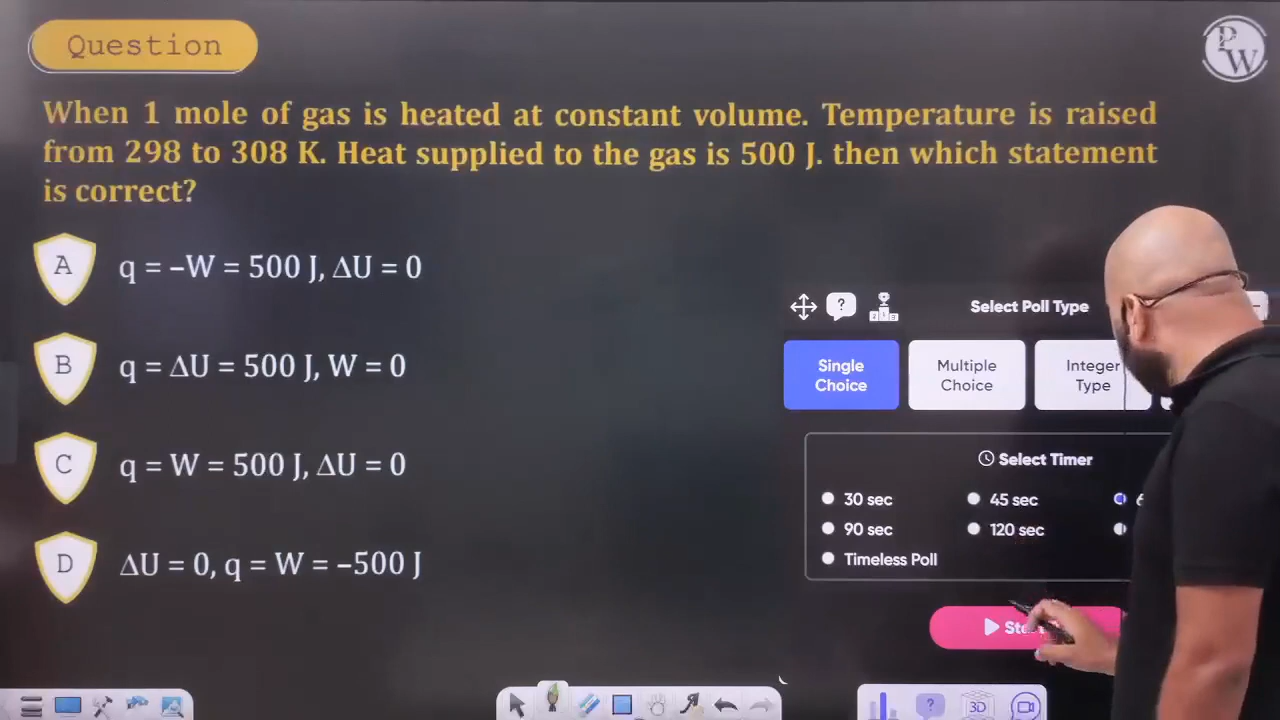 Question
PW
When 1 mole of gas is heated at constant volume. Temperature is raised
from 298 to 308 K. Heat supplied to the gas is 500 J. then which statement
is correct?
A q = –W = 500 J, ΔU = 0
B q = ΔU = 500 J, W = 0
C q = W = 500 J, ΔU = 0
D ΔU = 0, q = W = –500 J
Select Poll Type
Single
Choice
Multiple
Choice
Integer
Type
Select Timer
30 sec
45 sec
90 sec
120 sec
Timeless Poll
3D